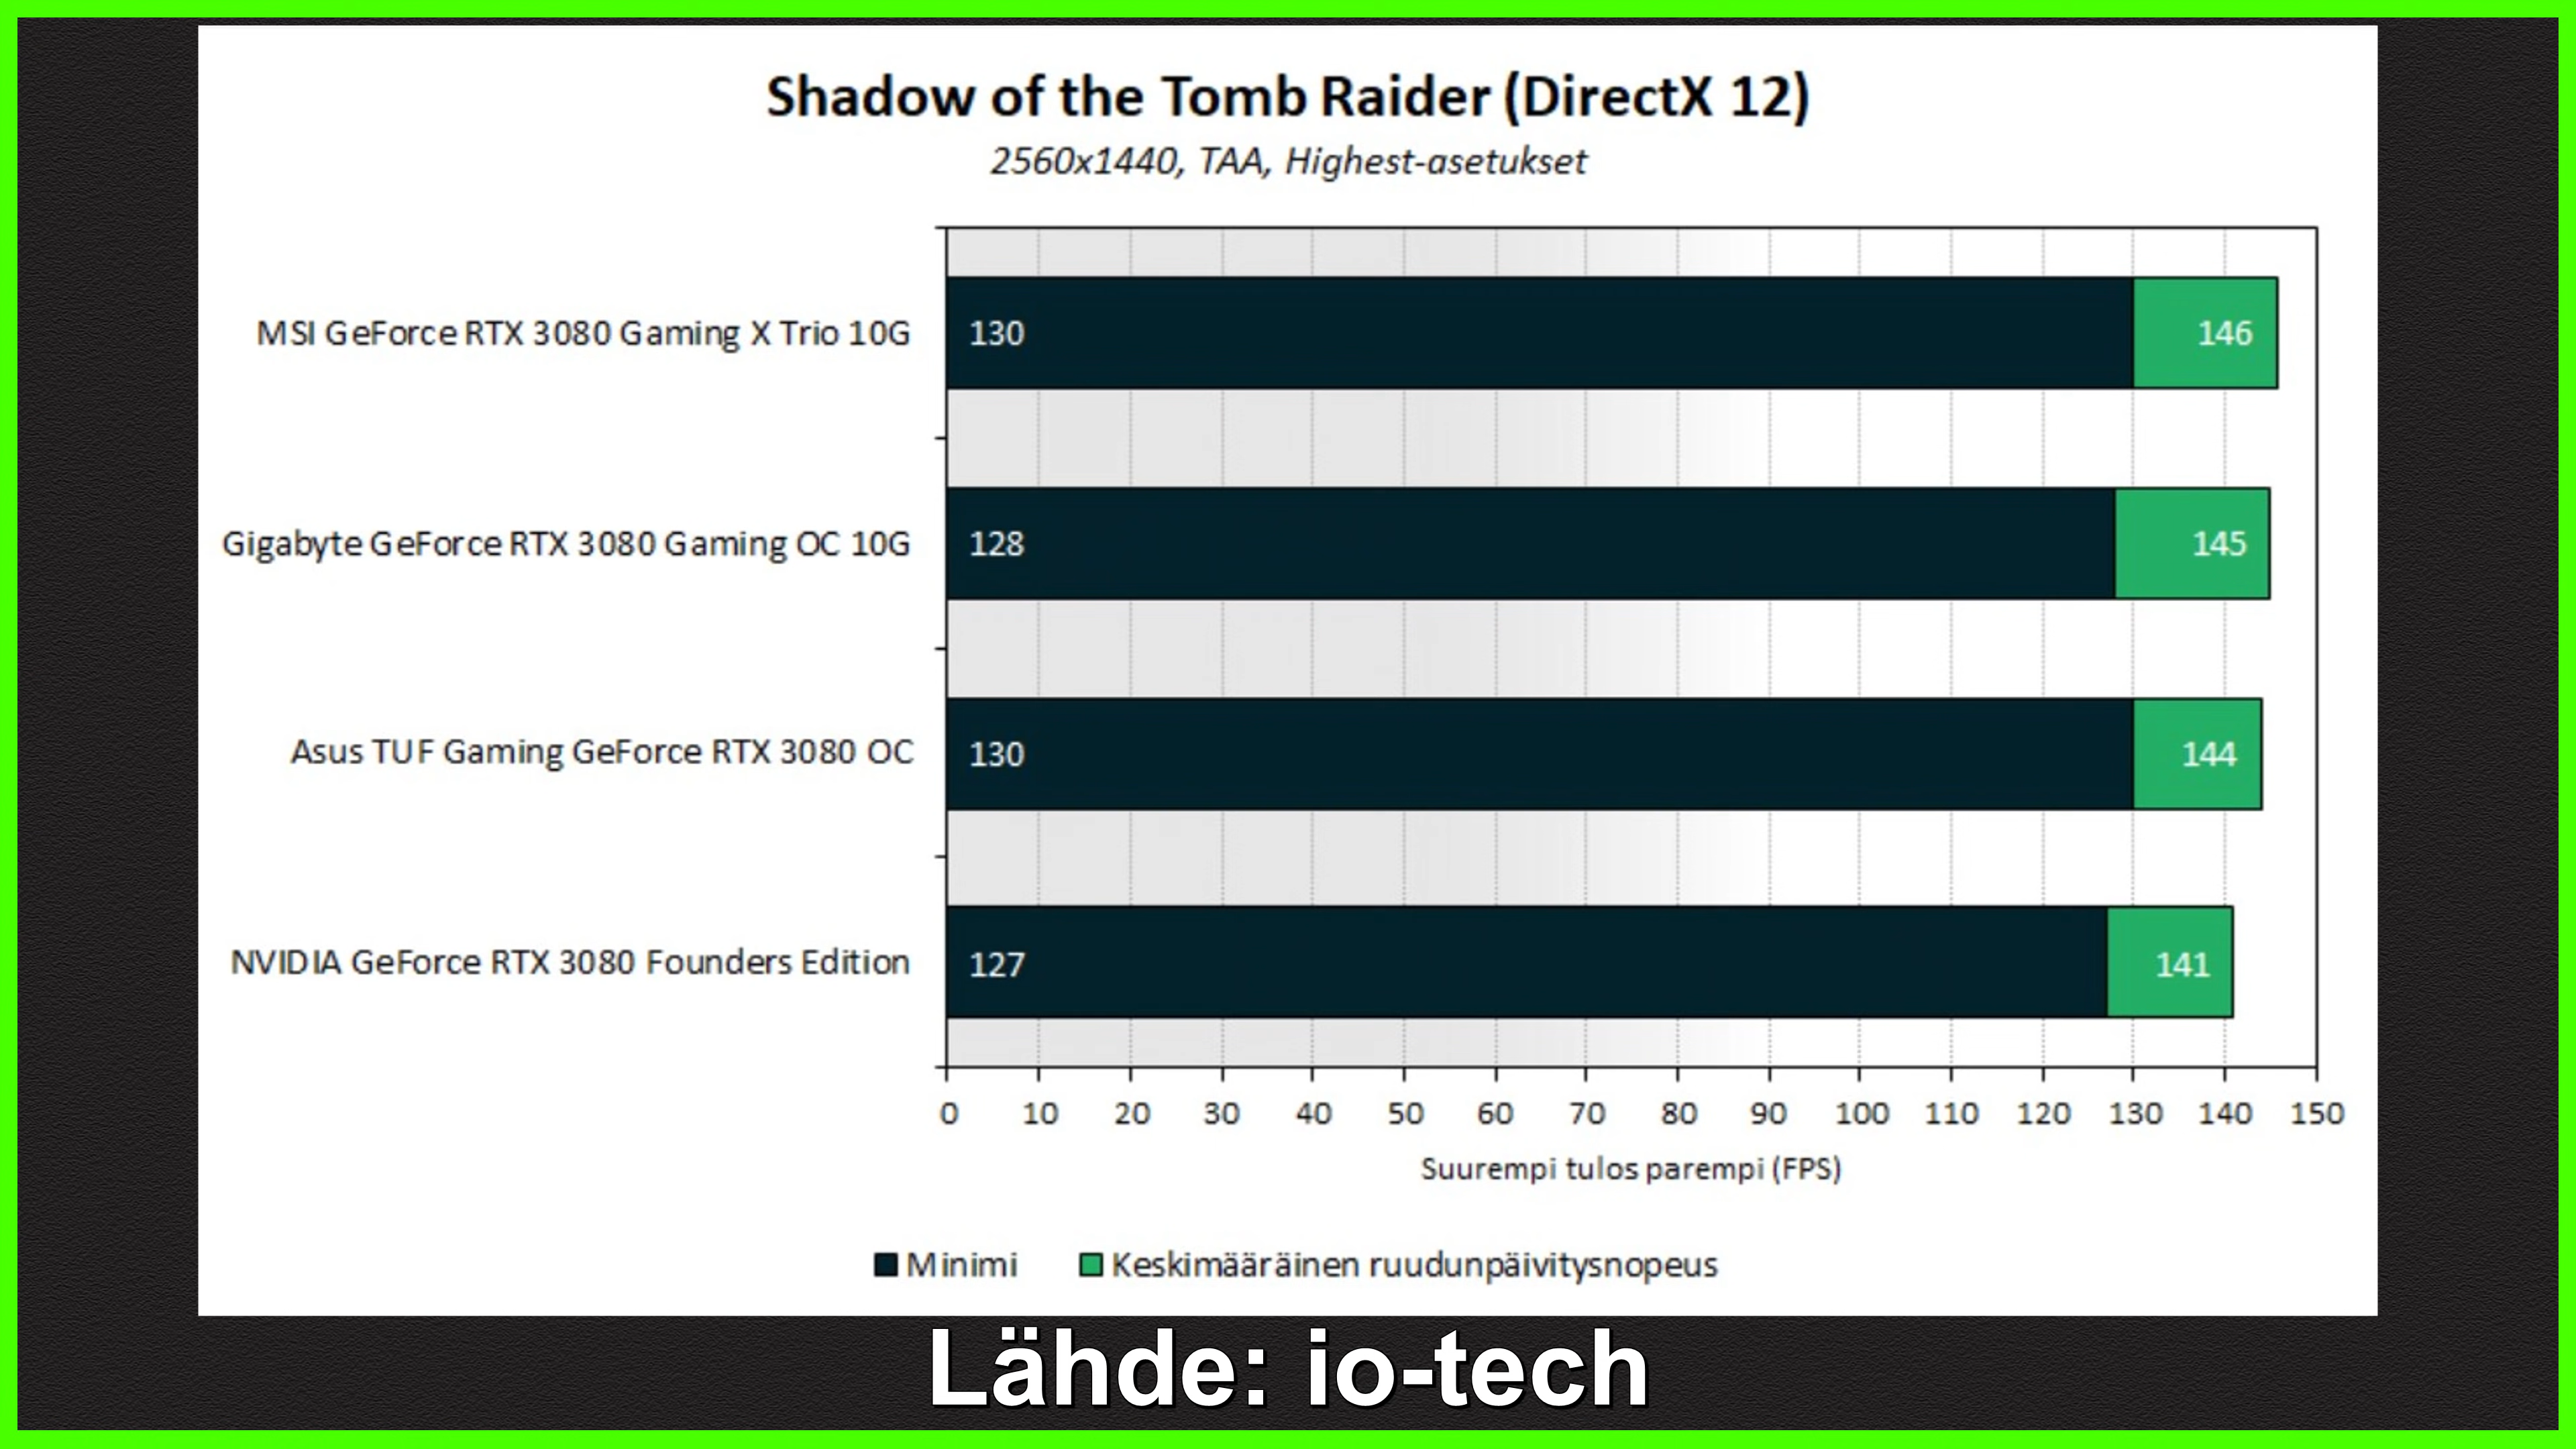 Shadow of the Tomb Raider (DirectX 12)
2560x1440, TAA, Highest-asetukset
MSI GeForce RTX 3080 Gaming X Trio 10G 130 146
Gigabyte GeForce RTX 3080 Gaming OC 10G 128 145
Asus TUF Gaming GeForce RTX 3080 OC 130 144
NVIDIA GeForce RTX 3080 Founders Edition 127 141
0 10 20 30 40 50 60 70 80 90 100 110 120 130 140 150
Suurempi tulos parempi (FPS)
Minimi Keskimääräinen ruudunpäivitysnopeus
Lähde: io-tech